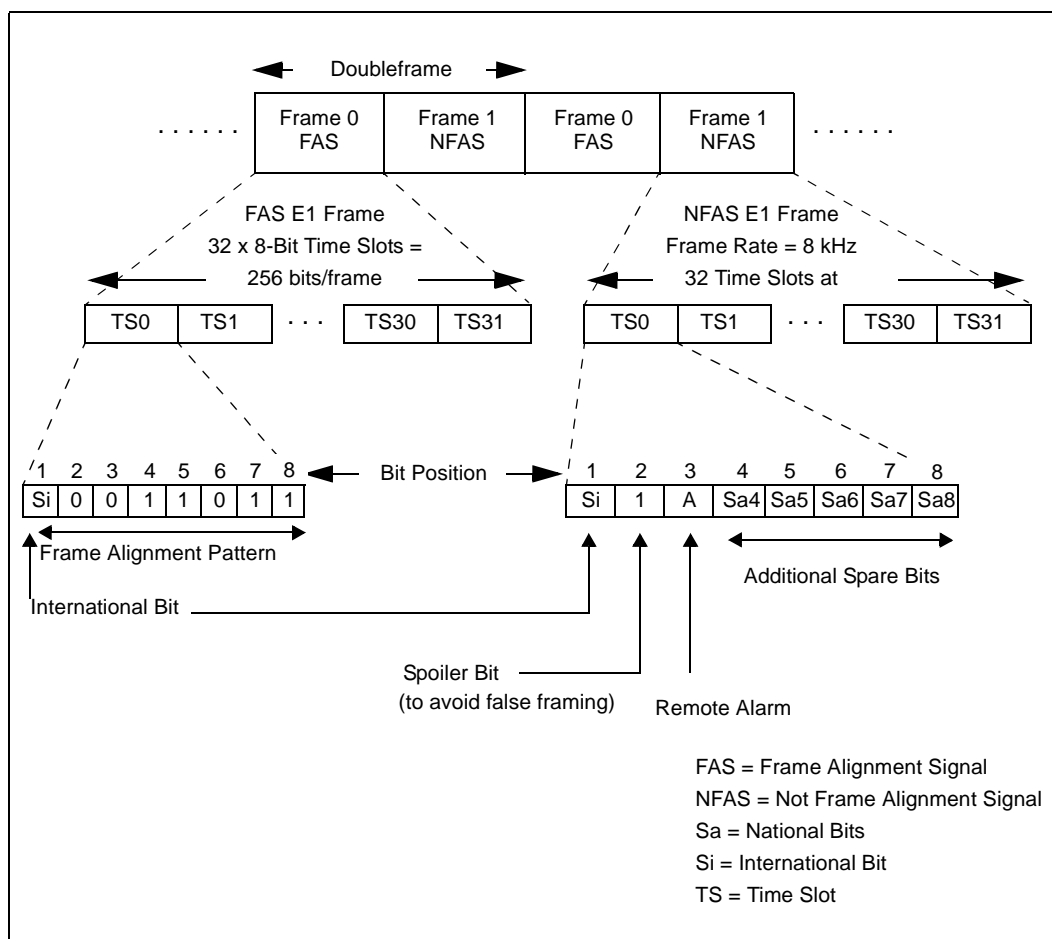 Doubleframe
. . . . . . Frame 0 Frame 1 Frame 0 Frame 1 . . . . . .
FAS NFAS FAS NFAS
FAS E1 Frame
32 x 8-Bit Time Slots =
256 bits/frame
NFAS E1 Frame
Frame Rate = 8 kHz
32 Time Slots at
TS0 TS1 . . . TS30 TS31
TS0 TS1 . . . TS30 TS31
1 2 3 4 5 6 7 8
Si 0 0 1 1 0 1 1
Bit Position
1 2 3 4 5 6 7 8
Si 1 A Sa4 Sa5 Sa6 Sa7 Sa8
Frame Alignment Pattern
Additional Spare Bits
International Bit
Spoiler Bit
(to avoid false framing)
Remote Alarm
FAS = Frame Alignment Signal
NFAS = Not Frame Alignment Signal
Sa = National Bits
Si = International Bit
TS = Time Slot